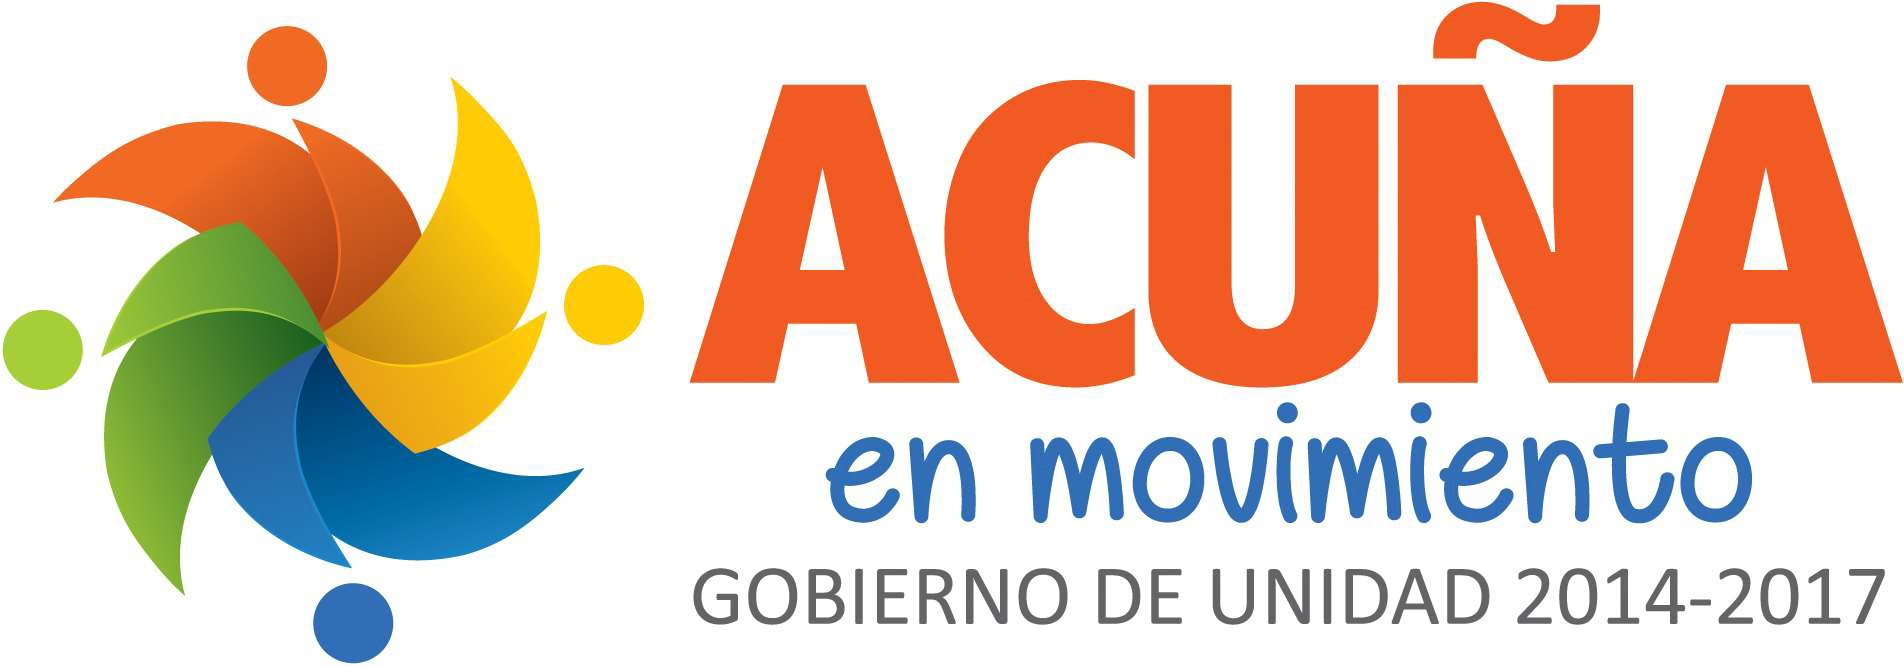 ACUÑA
en movimiento
GOBIERNO DE UNIDAD 2014-2017